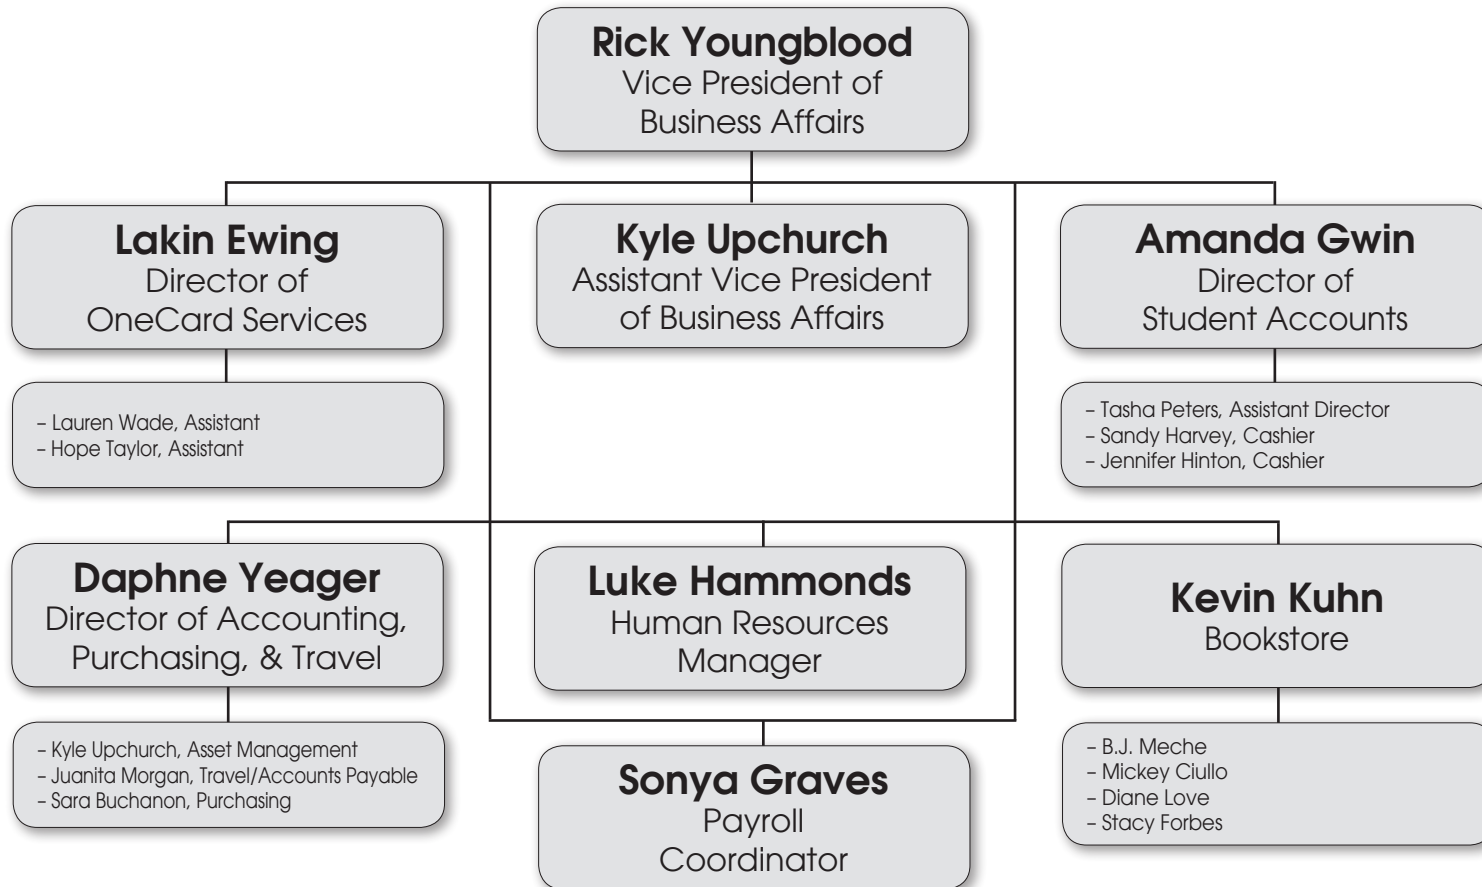 Rick Youngblood
Vice President of
Business Affairs
Lakin Ewing
Director of
OneCard Services
Kyle Upchurch
Assistant Vice President
of Business Affairs
Amanda Gwin
Director of
Student Accounts
– Lauren Wade, Assistant
– Hope Taylor, Assistant
– Tasha Peters, Assistant Director
– Sandy Harvey, Cashier
– Jennifer Hinton, Cashier
Daphne Yeager
Director of Accounting,
Purchasing, & Travel
Luke Hammonds
Human Resources
Manager
Kevin Kuhn
Bookstore
– Kyle Upchurch, Asset Management
– Juanita Morgan, Travel/Accounts Payable
– Sara Buchanon, Purchasing
Sonya Graves
Payroll
Coordinator
– B.J. Meche
– Mickey Ciullo
– Diane Love
– Stacy Forbes